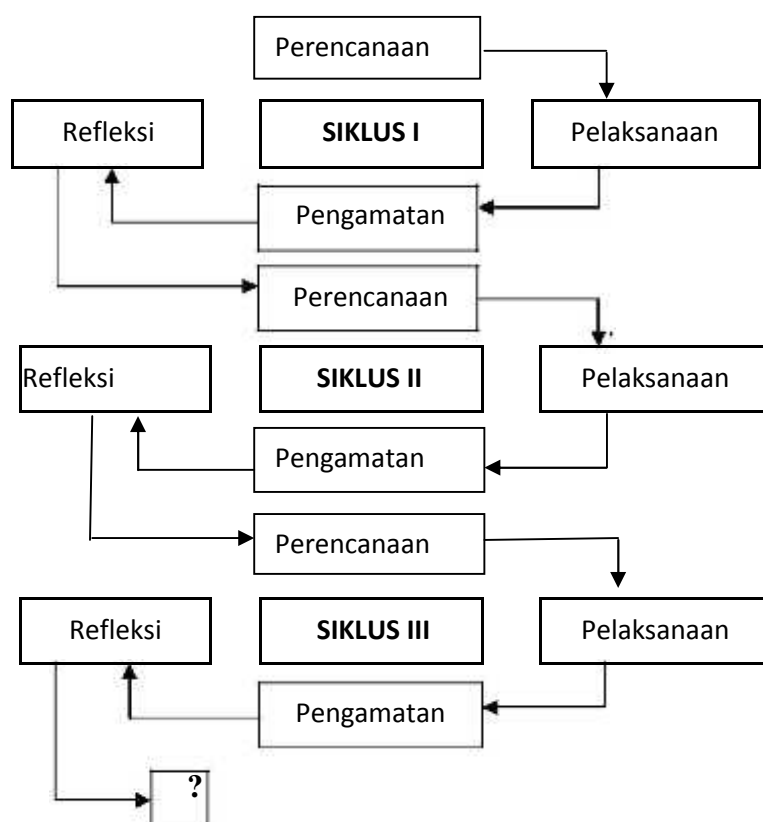 Perencanaan
Refleksi
SIKLUS I
Pelaksanaan
Pengamatan
Perencanaan
Refleksi
SIKLUS II
Pelaksanaan
Pengamatan
Perencanaan
Refleksi
SIKLUS III
Pelaksanaan
Pengamatan
?